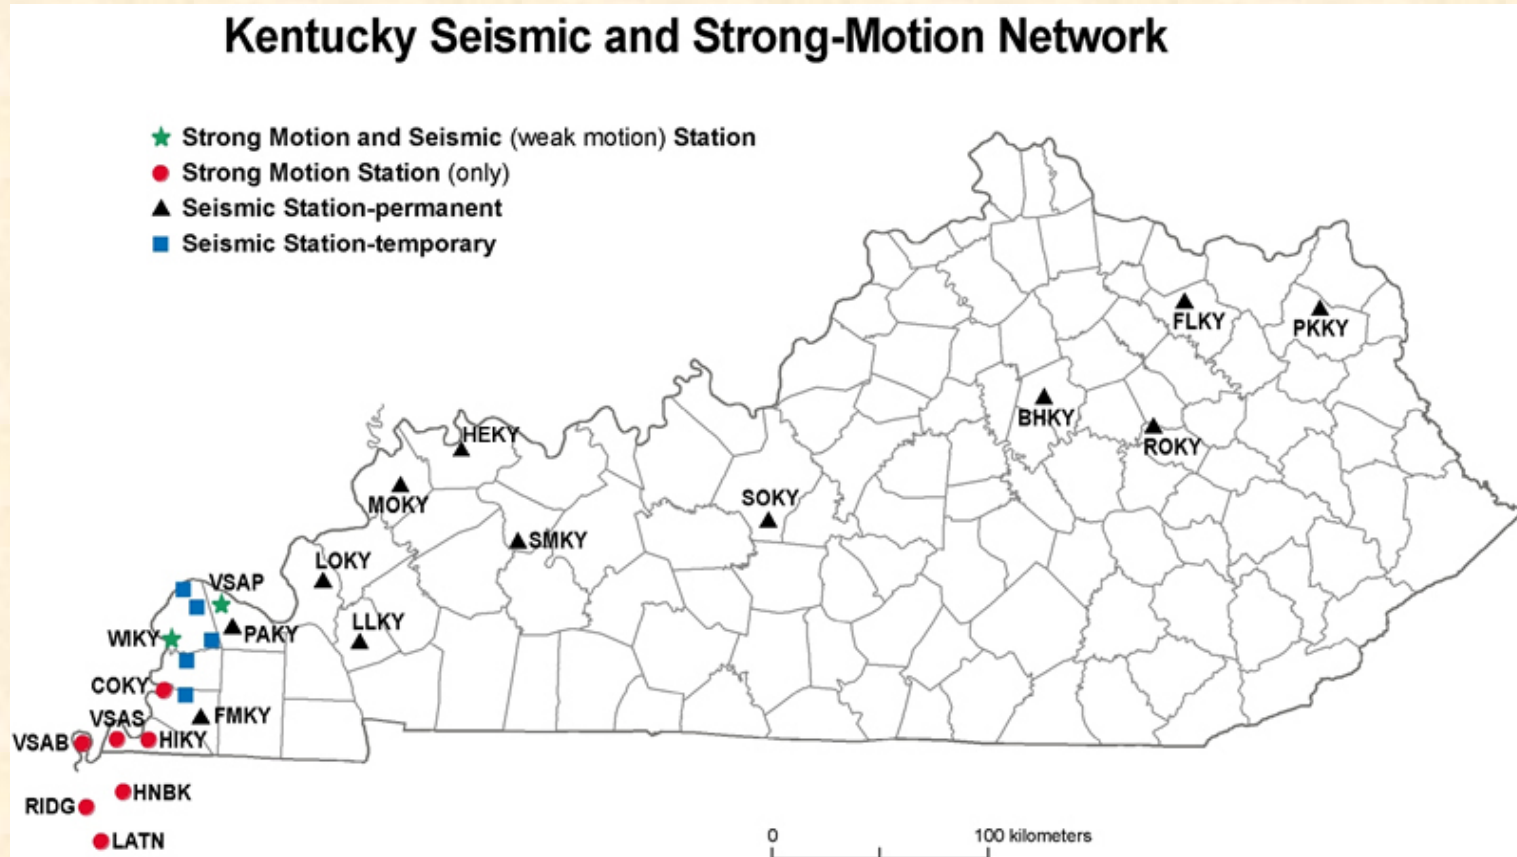 Kentucky Seismic and Strong-Motion Network
Strong Motion and Seismic (weak motion) Station
Strong Motion Station (only)
Seismic Station-permanent
Seismic Station-temporary
FLKY
PKKY
BHKY
ROKY
HEKY
MOKY
SOKY
SMKY
LOKY
VSAP
LLKY
WIKY
PAKY
COKY
VSAS
FMKY
VSAB
HIKY
HNBK
RIDG
LATN
0
100 kilometers